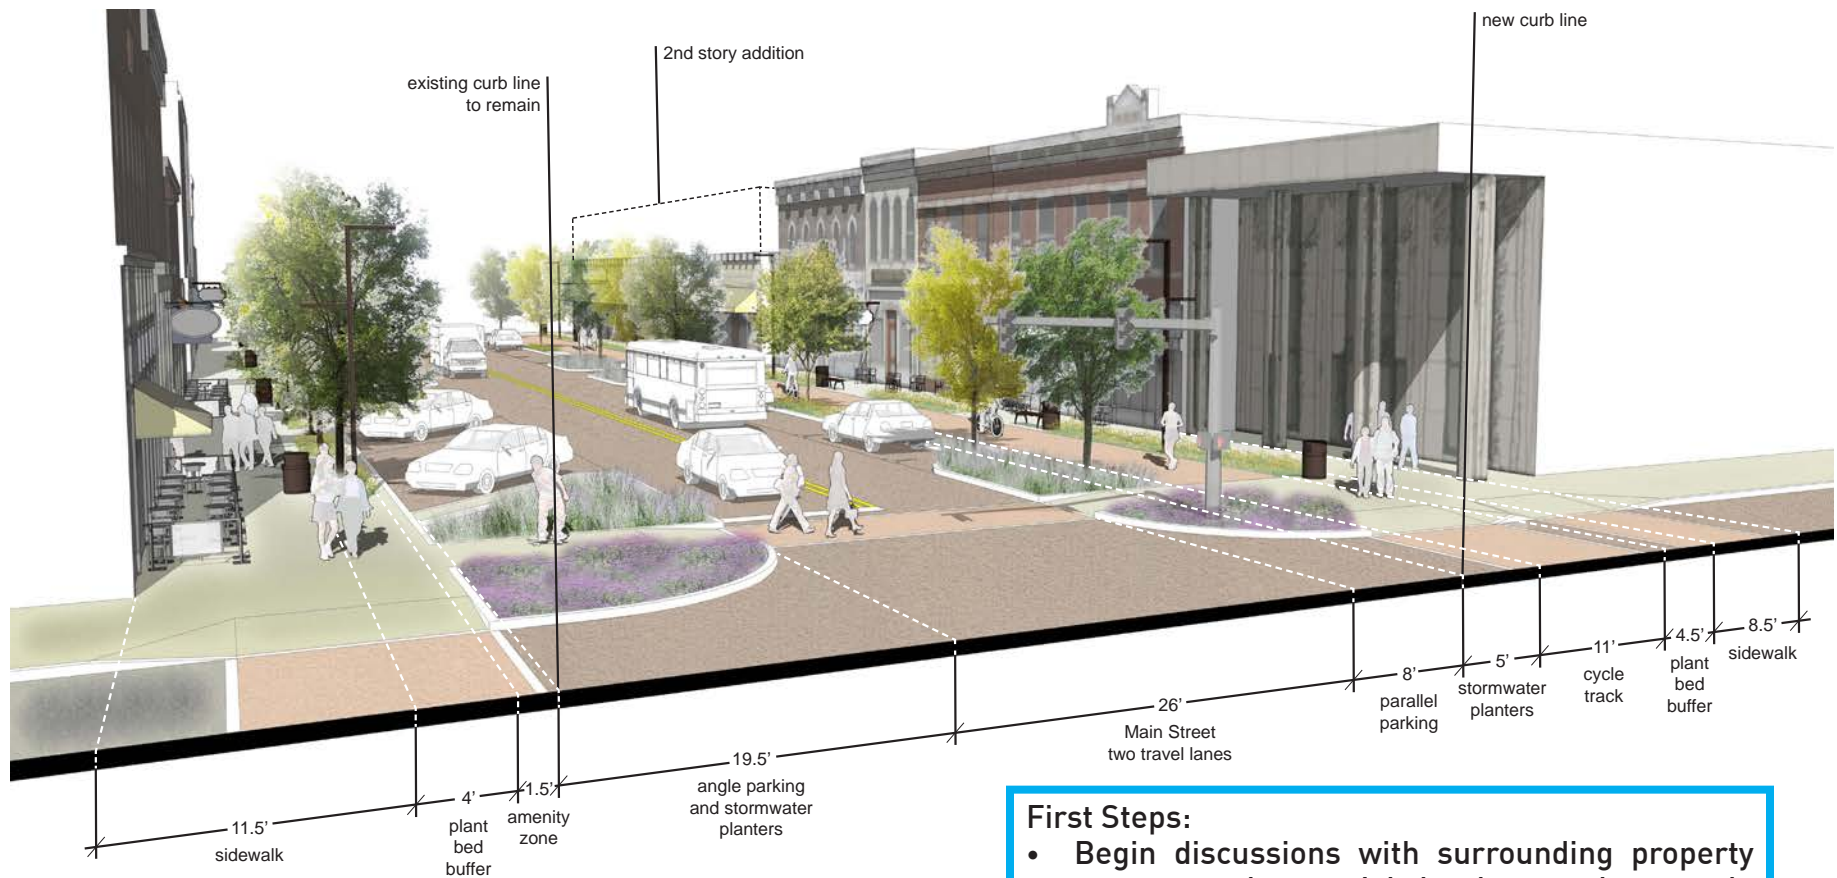 new curb line
2nd story addition
existing curb line
to remain
11.5’
sidewalk
4’
plant
bed
buffer
1.5’
amenity
zone
19.5’
angle parking
and stormwater
planters
26’
Main Street
two travel lanes
8’
parallel
parking
5’
stormwater
planters
11’
cycle
track
4.5’
plant
bed
buffer
8.5’
sidewalk
First Steps:
• Begin discussions with surrounding property